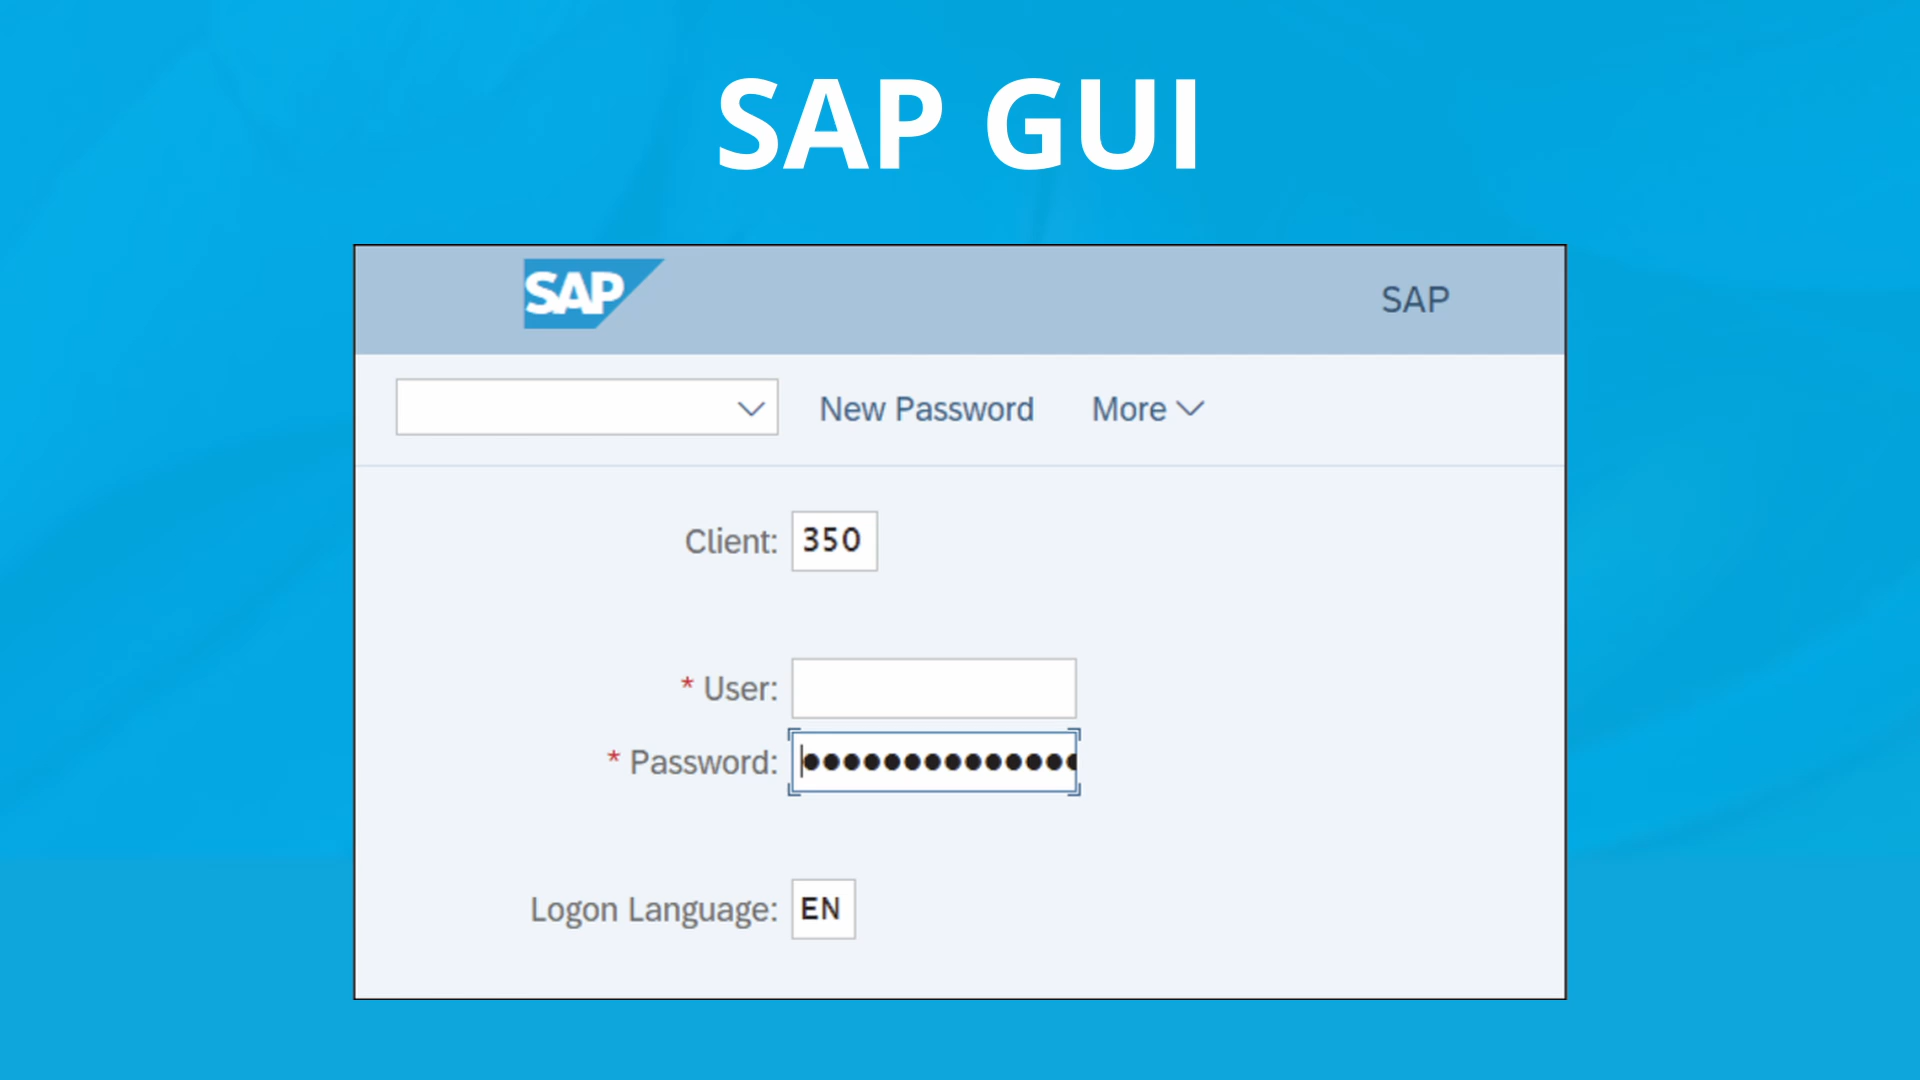 SAP GUI
SAP SAP
New Password More
Client: 350
* User:
* Password: ●●●●●●●●●●●●●●
Logon Language: EN